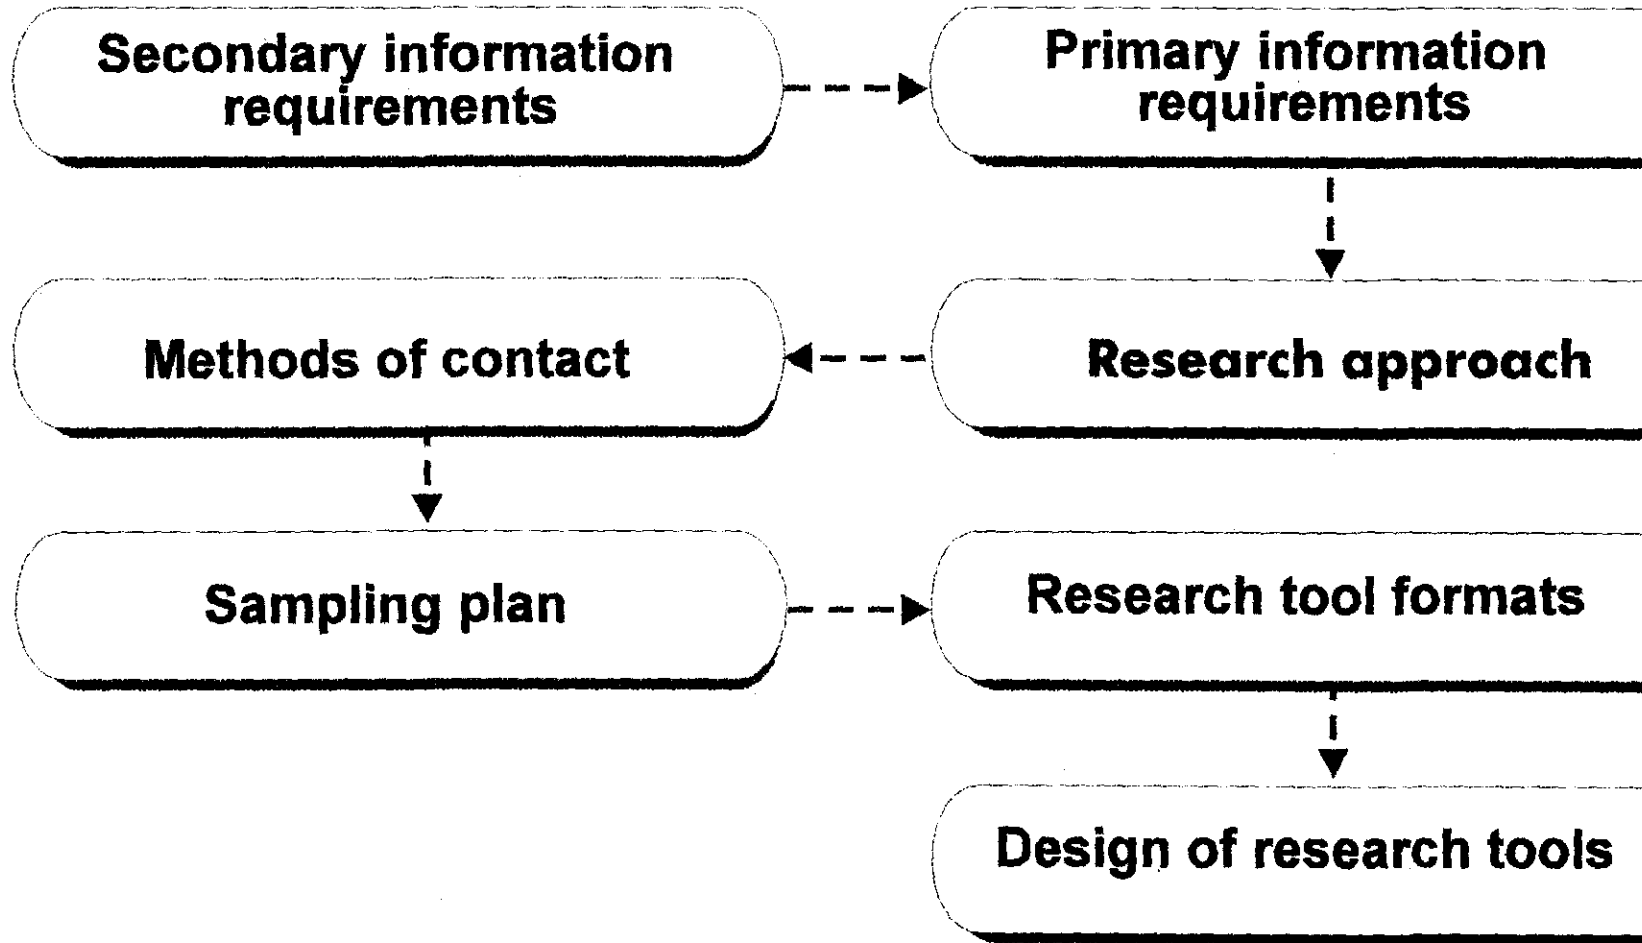 Secondary information
requirements
Primary information
requirements
Research approach
Methods of contact
Sampling plan
Research tool formats
Design of research tools